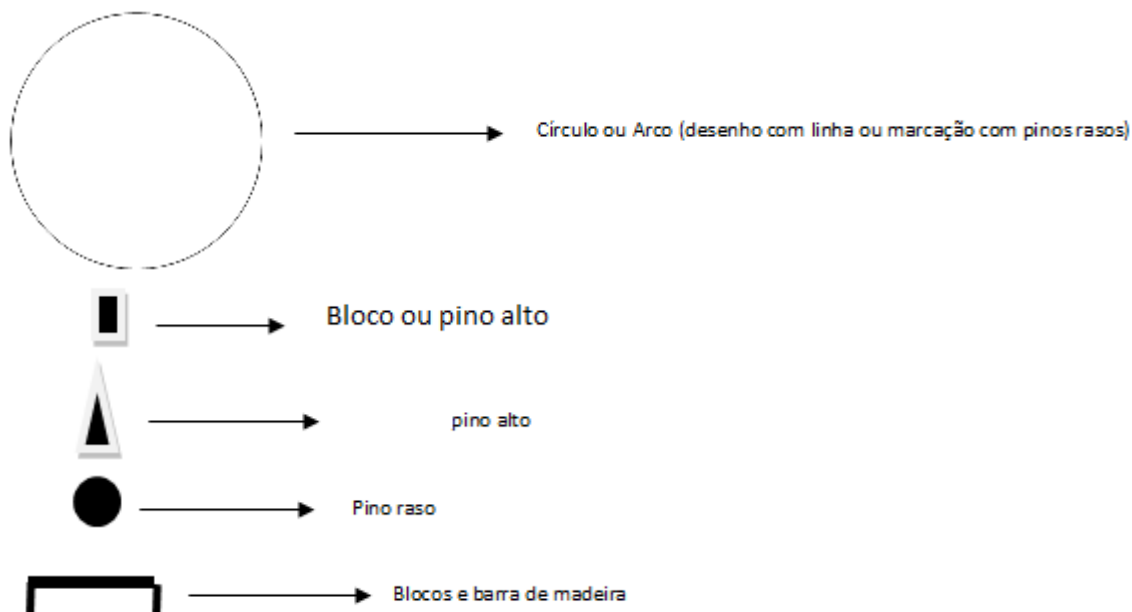 Círculo ou Arco (desenho com linha ou marcação com pinos rasos)
Bloco ou pino alto
pino alto
Pino raso
Blocos e barra de madeira